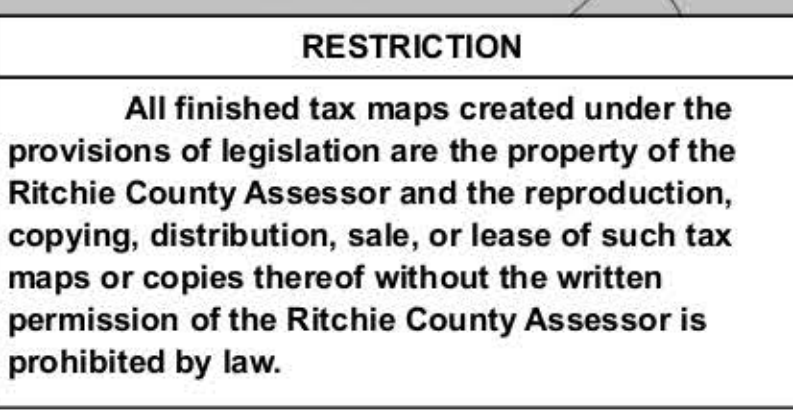 RESTRICTION
All finished tax maps created under the
provisions of legislation are the property of the
Ritchie County Assessor and the reproduction,
copying, distribution, sale, or lease of such tax
maps or copies thereof without the written
permission of the Ritchie County Assessor is
prohibited by law.